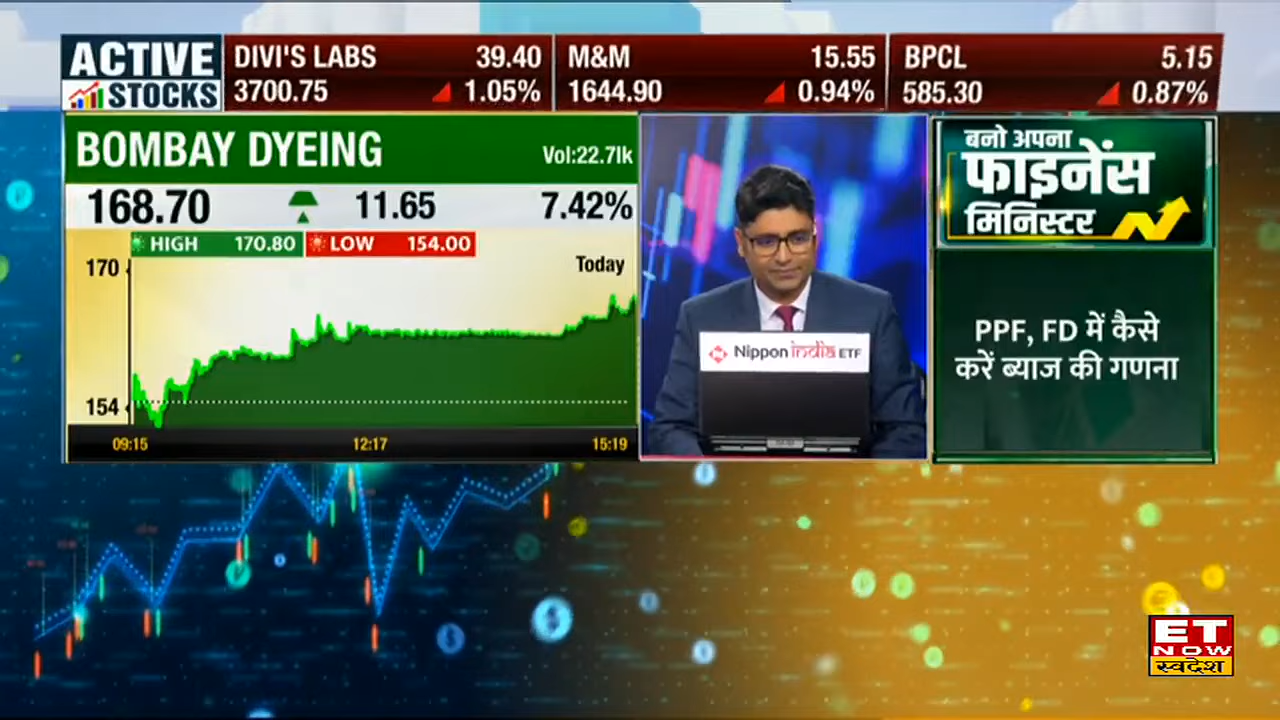 ACTIVE
STOCKS
DIVI'S LABS 39.40
3700.75 1.05%
M&M 15.55
1644.90 0.94%
BPCL 5.15
585.30 0.87%
BOMBAY DYEING Vol:22.7lk
168.70 11.65 7.42%
HIGH 170.80 LOW 154.00
170
Today
154
09:15 12:17 15:19
Nippon india ETF
बनो अपना
फाइनेंस
मिनिस्टर
PPF, FD में कैसे
करें ब्याज की गणना
ET
NOW
स्वदेश